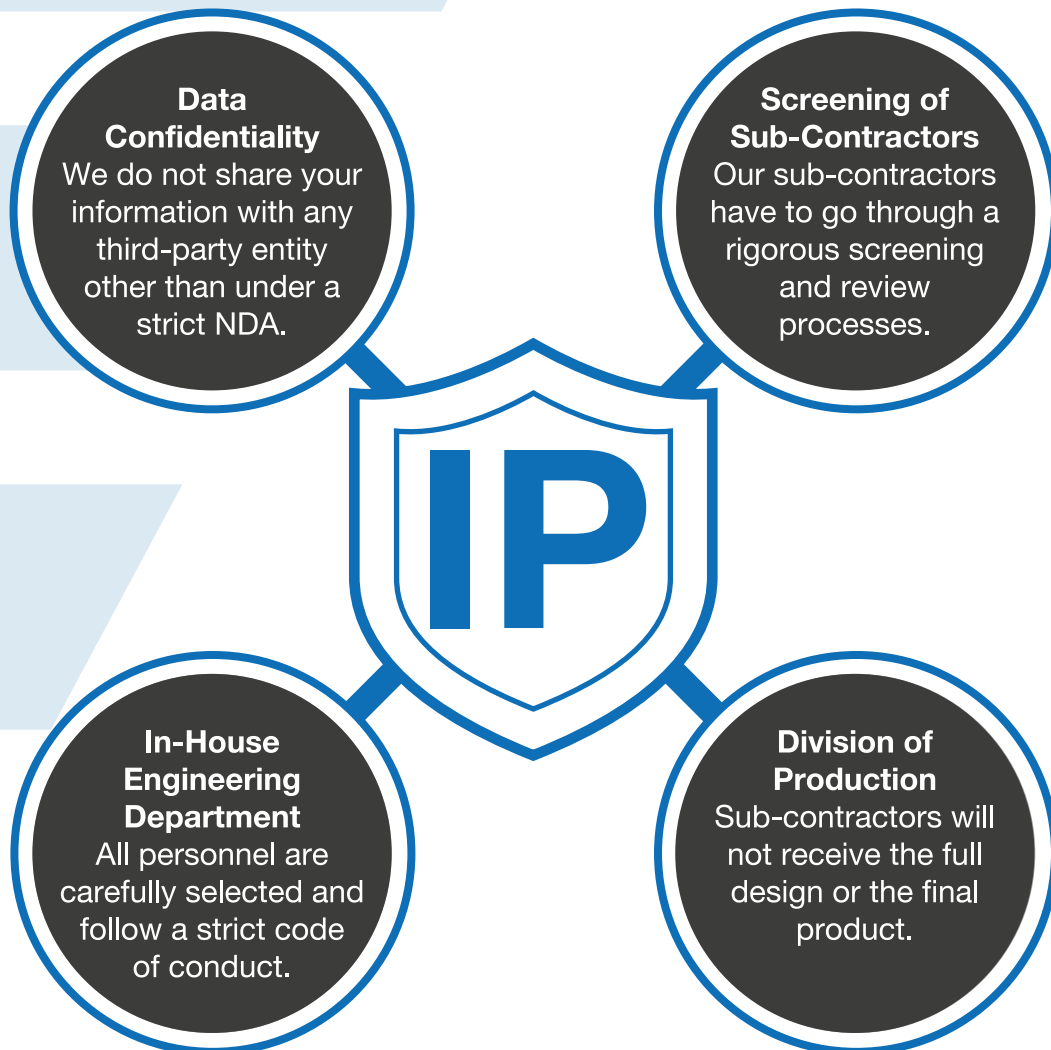 Data
Confidentiality
We do not share your
information with any
third-party entity
other than under a
strict NDA.
Screening of
Sub-Contractors
Our sub-contractors
have to go through a
rigorous screening
and review
processes.
IP
In-House
Engineering
Department
All personnel are
carefully selected and
follow a strict code
of conduct.
Division of
Production
Sub-contractors will
not receive the full
design or the final
product.